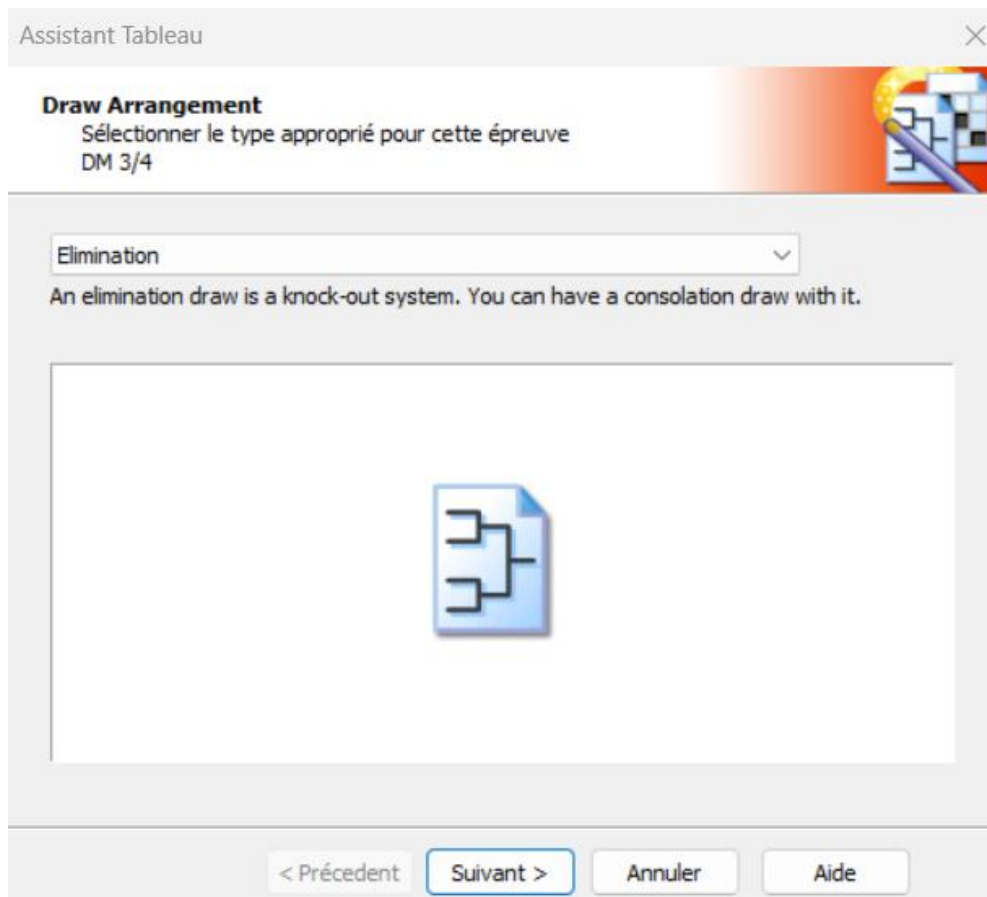 Assistant Tableau
Draw Arrangement
Sélectionner le type approprié pour cette épreuve
DM 3/4
Elimination
An elimination draw is a knock-out system. You can have a consolation draw with it.
< Précedent
Suivant >
Annuler
Aide